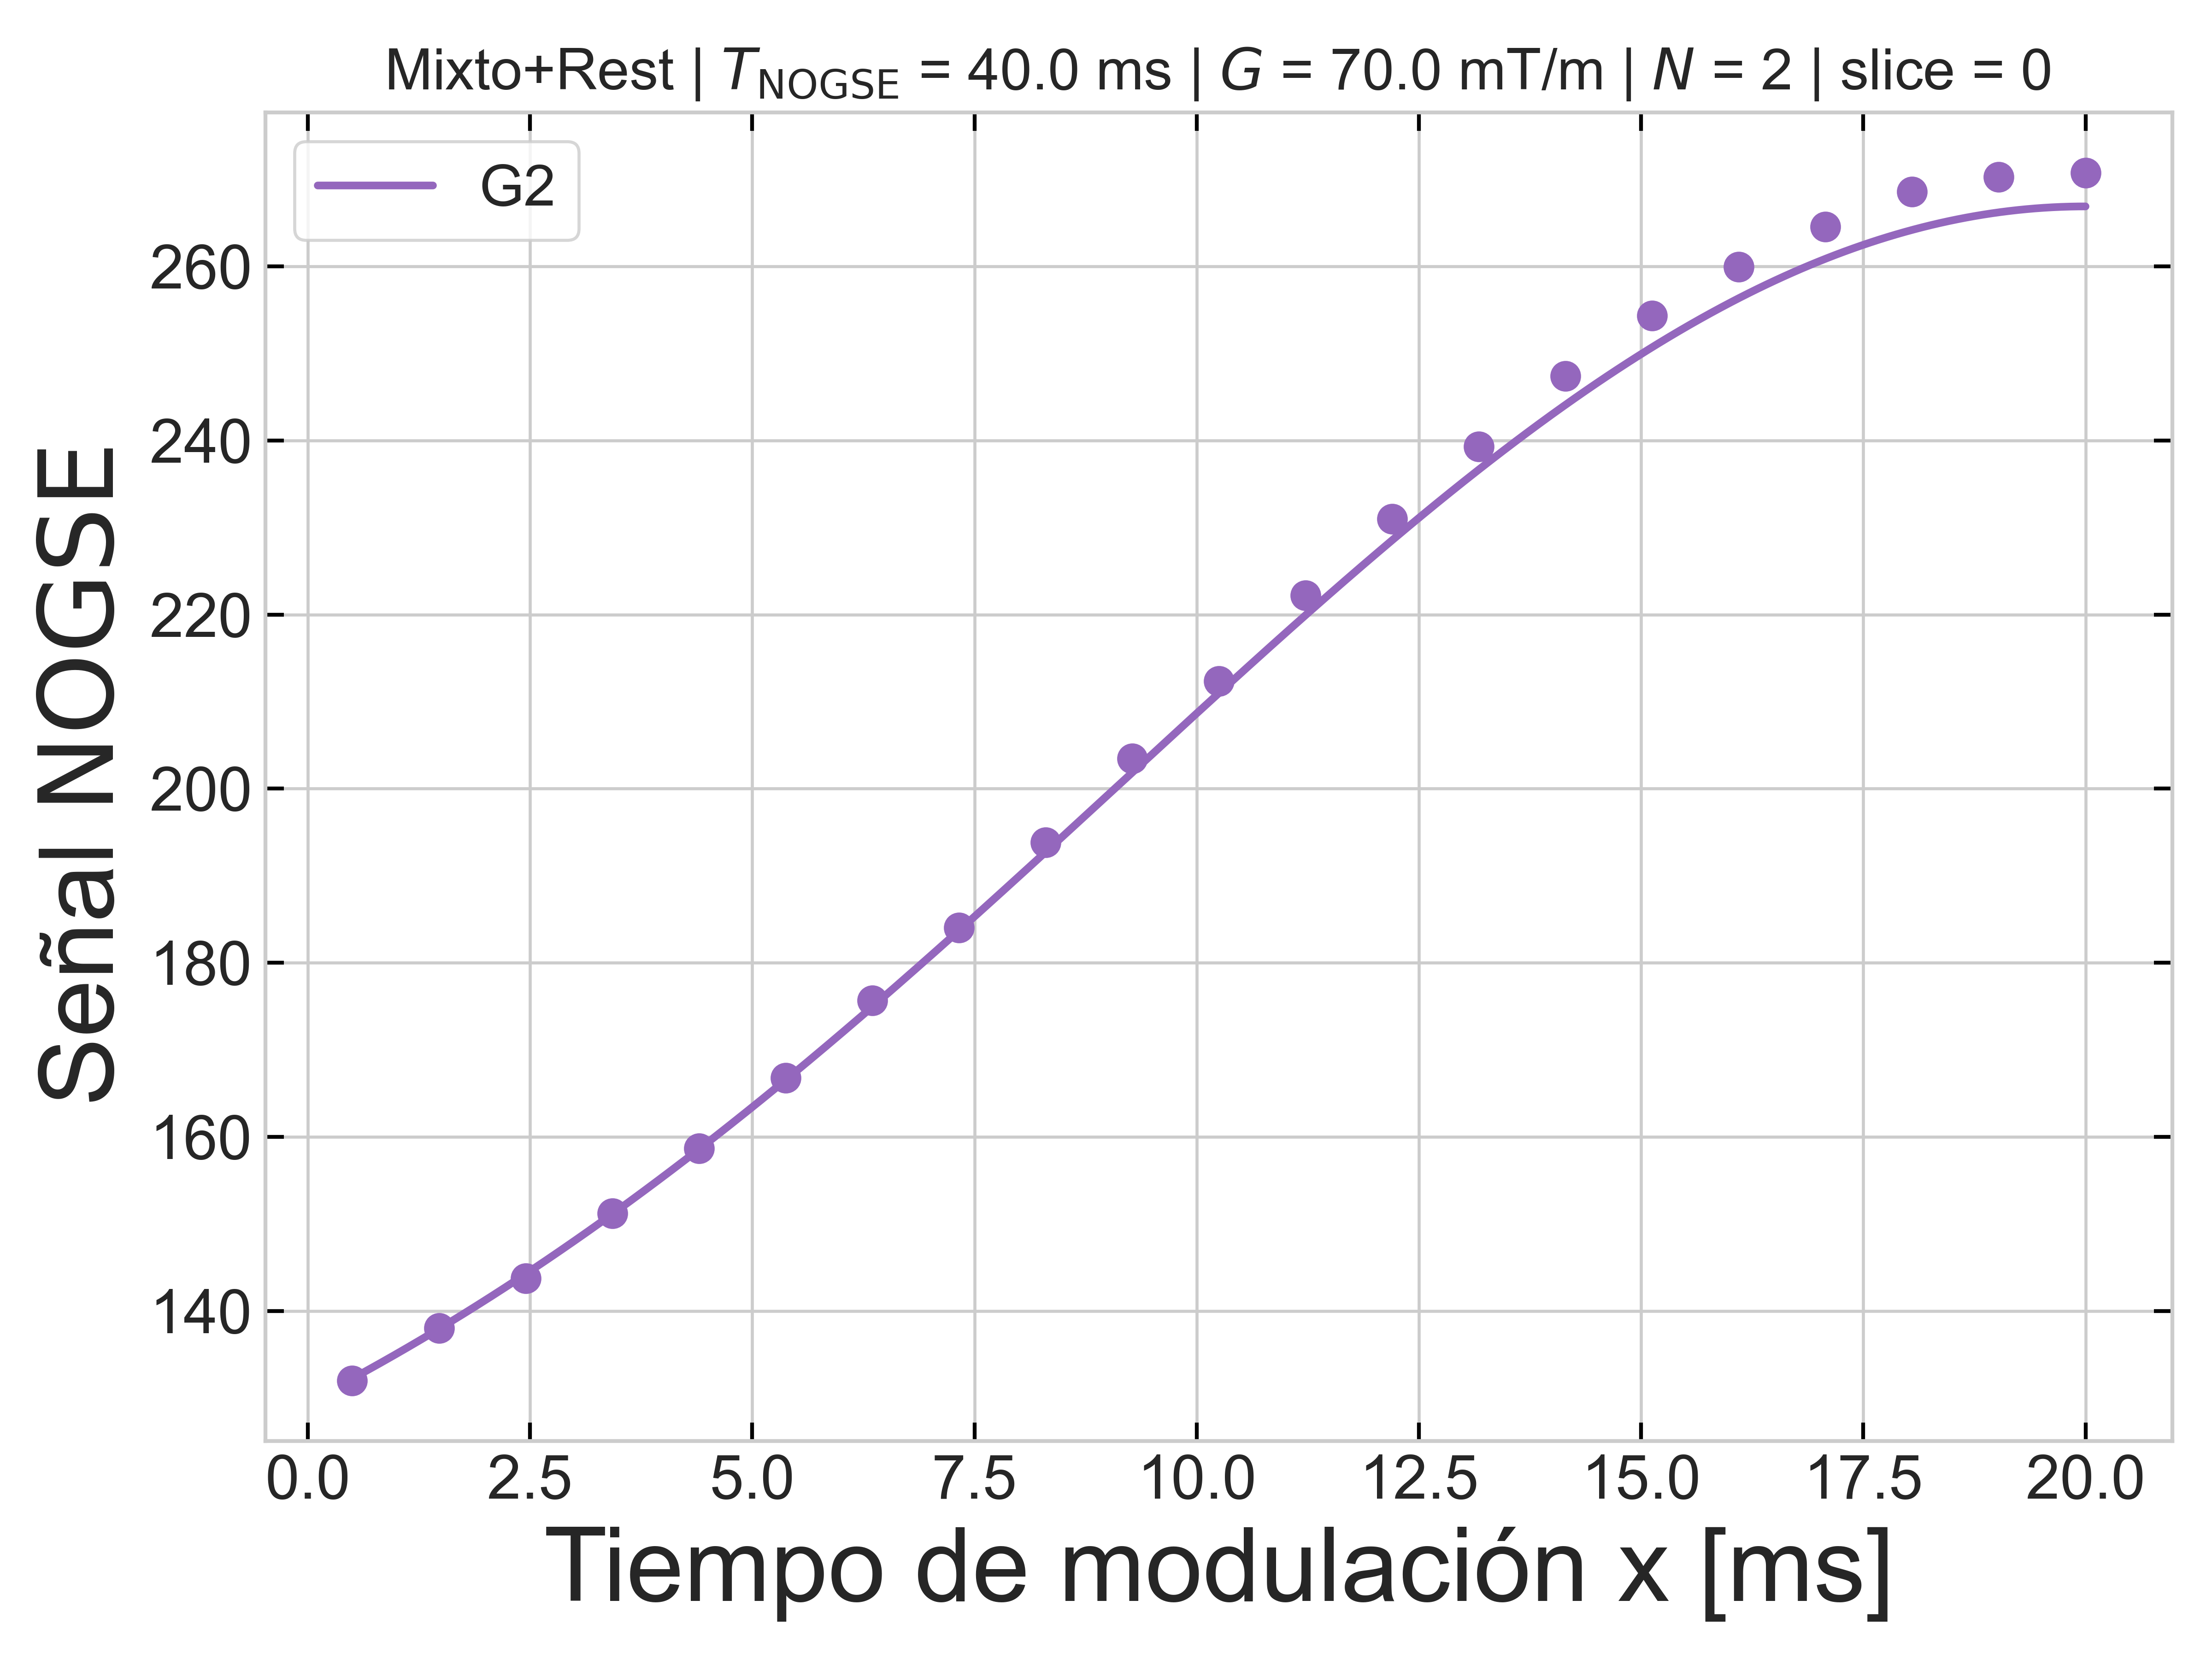 Mixto+Rest | T_NOGSE = 40.0 ms | G = 70.0 mT/m | N = 2 | slice = 0
G2
Señal NOGSE
260
240
220
200
180
160
140
0.0 2.5 5.0 7.5 10.0 12.5 15.0 17.5 20.0
Tiempo de modulación x [ms]